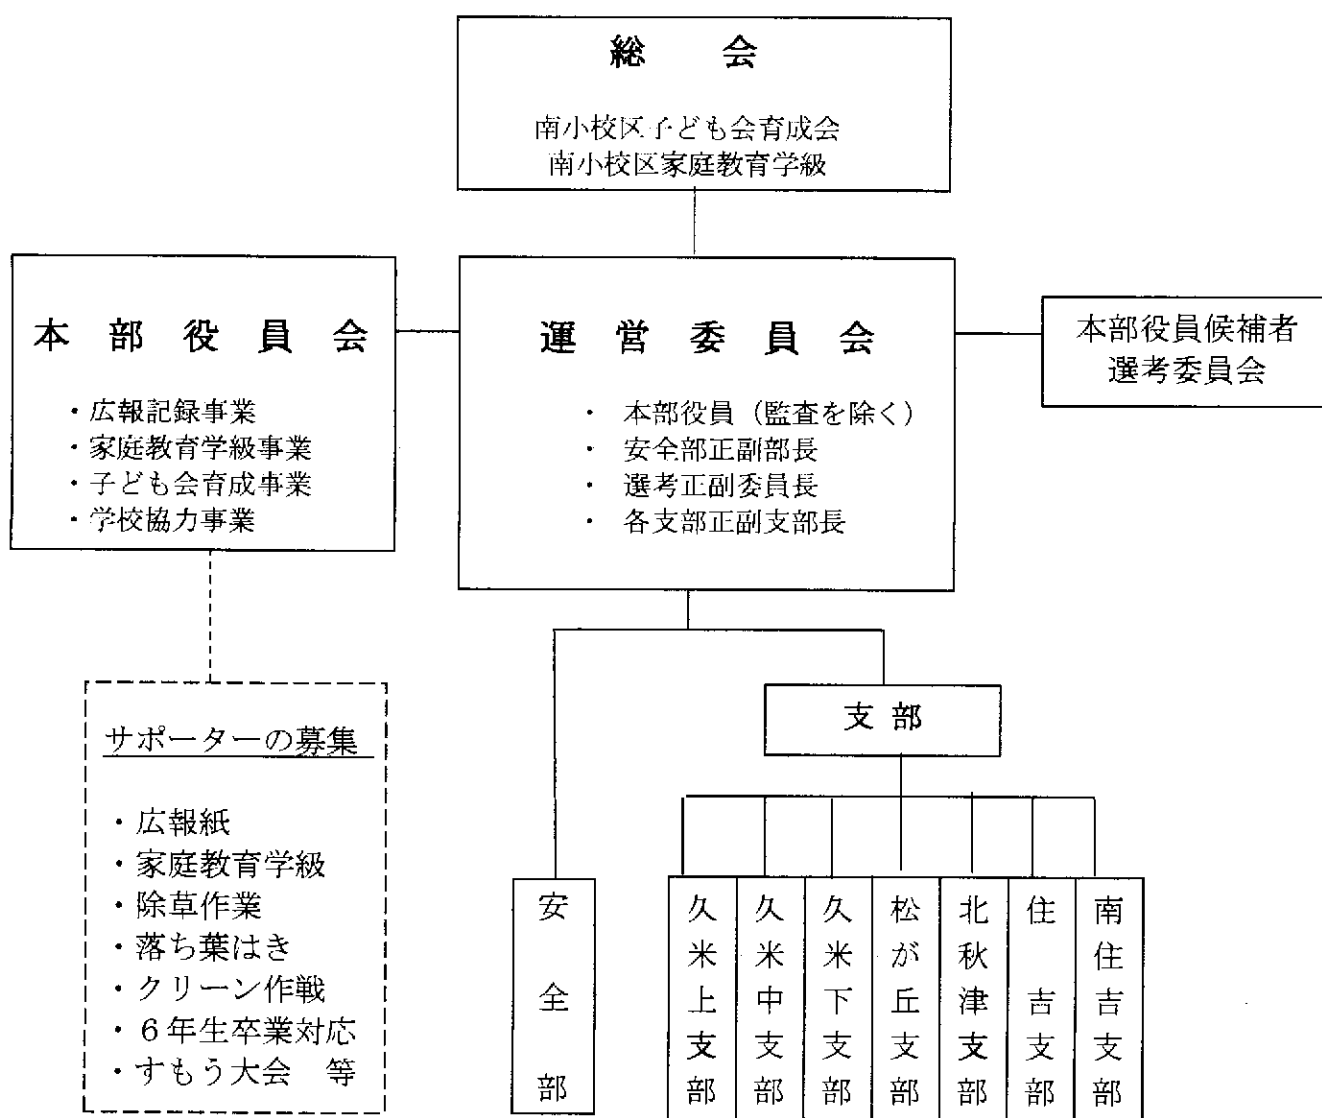 総 会
南小校区子ども会育成会
南小校区家庭教育学級
本 部 役 員 会
・広報記録事業
・家庭教育学級事業
・子ども会育成事業
・学校協力事業
運 営 委 員 会
・ 本部役員（監査を除く）
・ 安全部正副部長
・ 選考正副委員長
・ 各支部正副支部長
本部役員候補者
選考委員会
サポーターの募集
・広報紙
・家庭教育学級
・除草作業
・落ち葉はき
・クリーン作戦
・６年生卒業対応
・すもう大会　等
支 部
安全部
久米上支部
久米中支部
久米下支部
松が丘支部
北秋津支部
住吉支部
南住吉支部